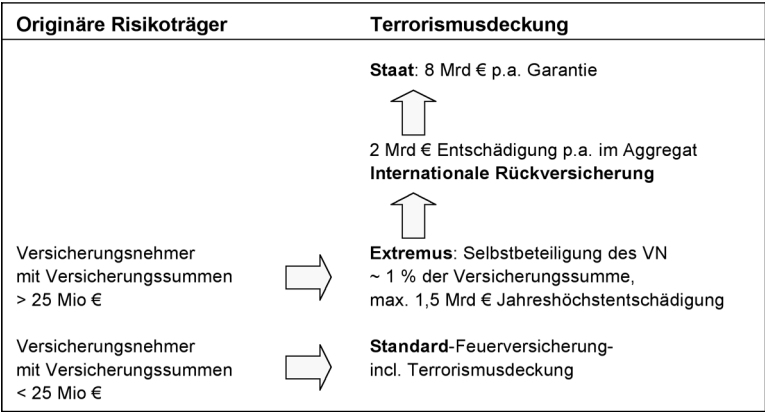 Originäre Risikoträger
Terrorismusdeckung
Staat: 8 Mrd € p.a. Garantie
2 Mrd € Entschädigung p.a. im Aggregat
Internationale Rückversicherung
Versicherungsnehmer
mit Versicherungssummen
> 25 Mio €
Extremus: Selbstbeteiligung des VN
~ 1 % der Versicherungssumme,
max. 1,5 Mrd € Jahreshöchstentschädigung
Versicherungsnehmer
mit Versicherungssummen
< 25 Mio €
Standard-Feuerversicherung-
incl. Terrorismusdeckung